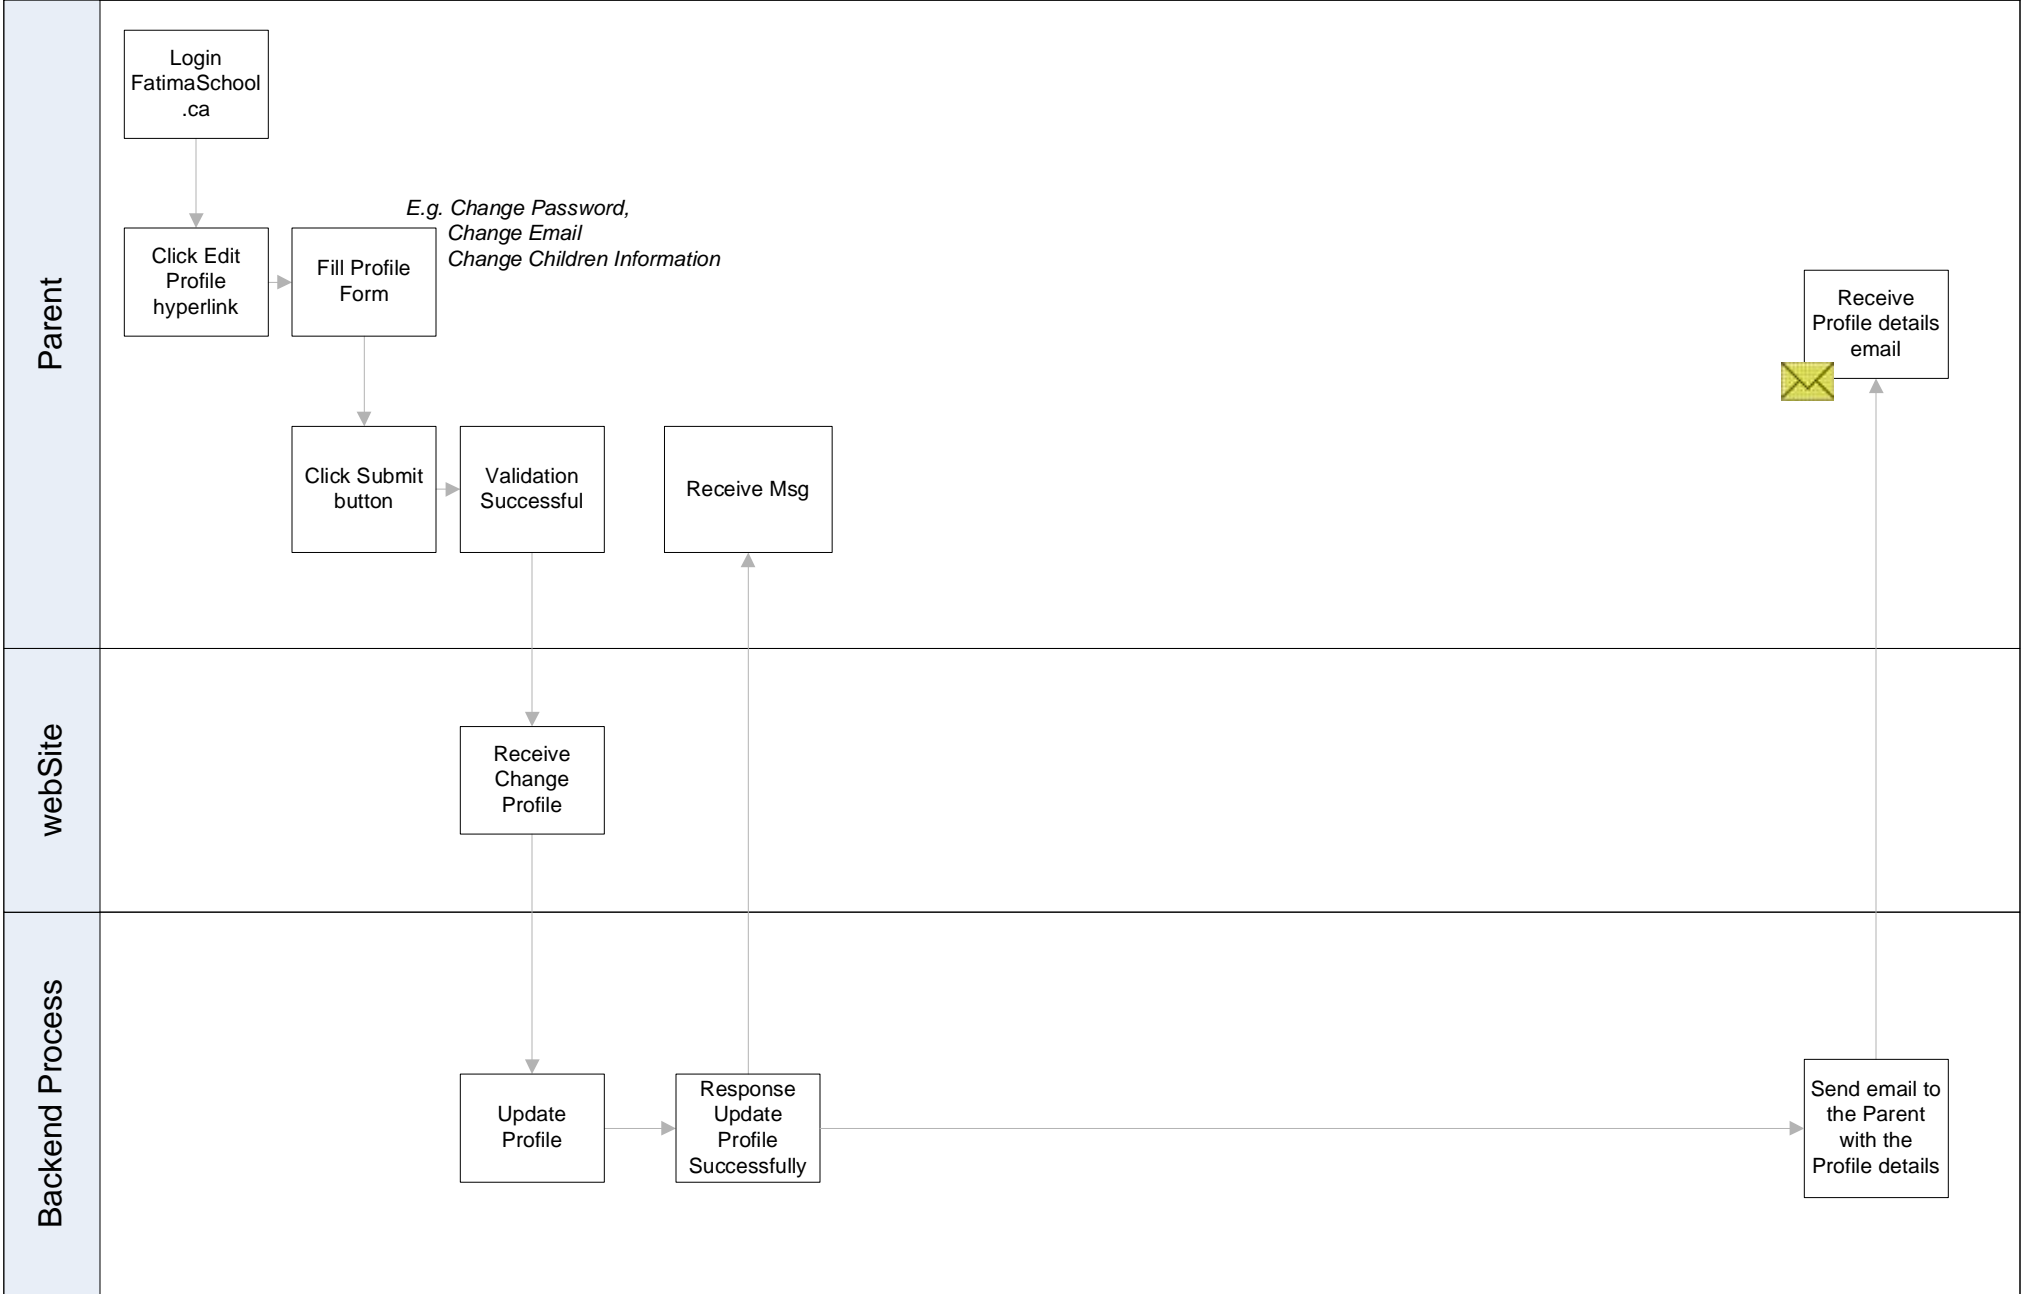 Parent
Login
FatimaSchool
.ca
Click Edit
Profile
hyperlink
Fill Profile
Form
E.g. Change Password,
Change Email
Change Children Information
Click Submit
button
Validation
Successful
Receive Msg
Receive
Profile details
email
webSite
Receive
Change
Profile
Backend Process
Update
Profile
Response
Update
Profile
Successfully
Send email to
the Parent
with the
Profile details